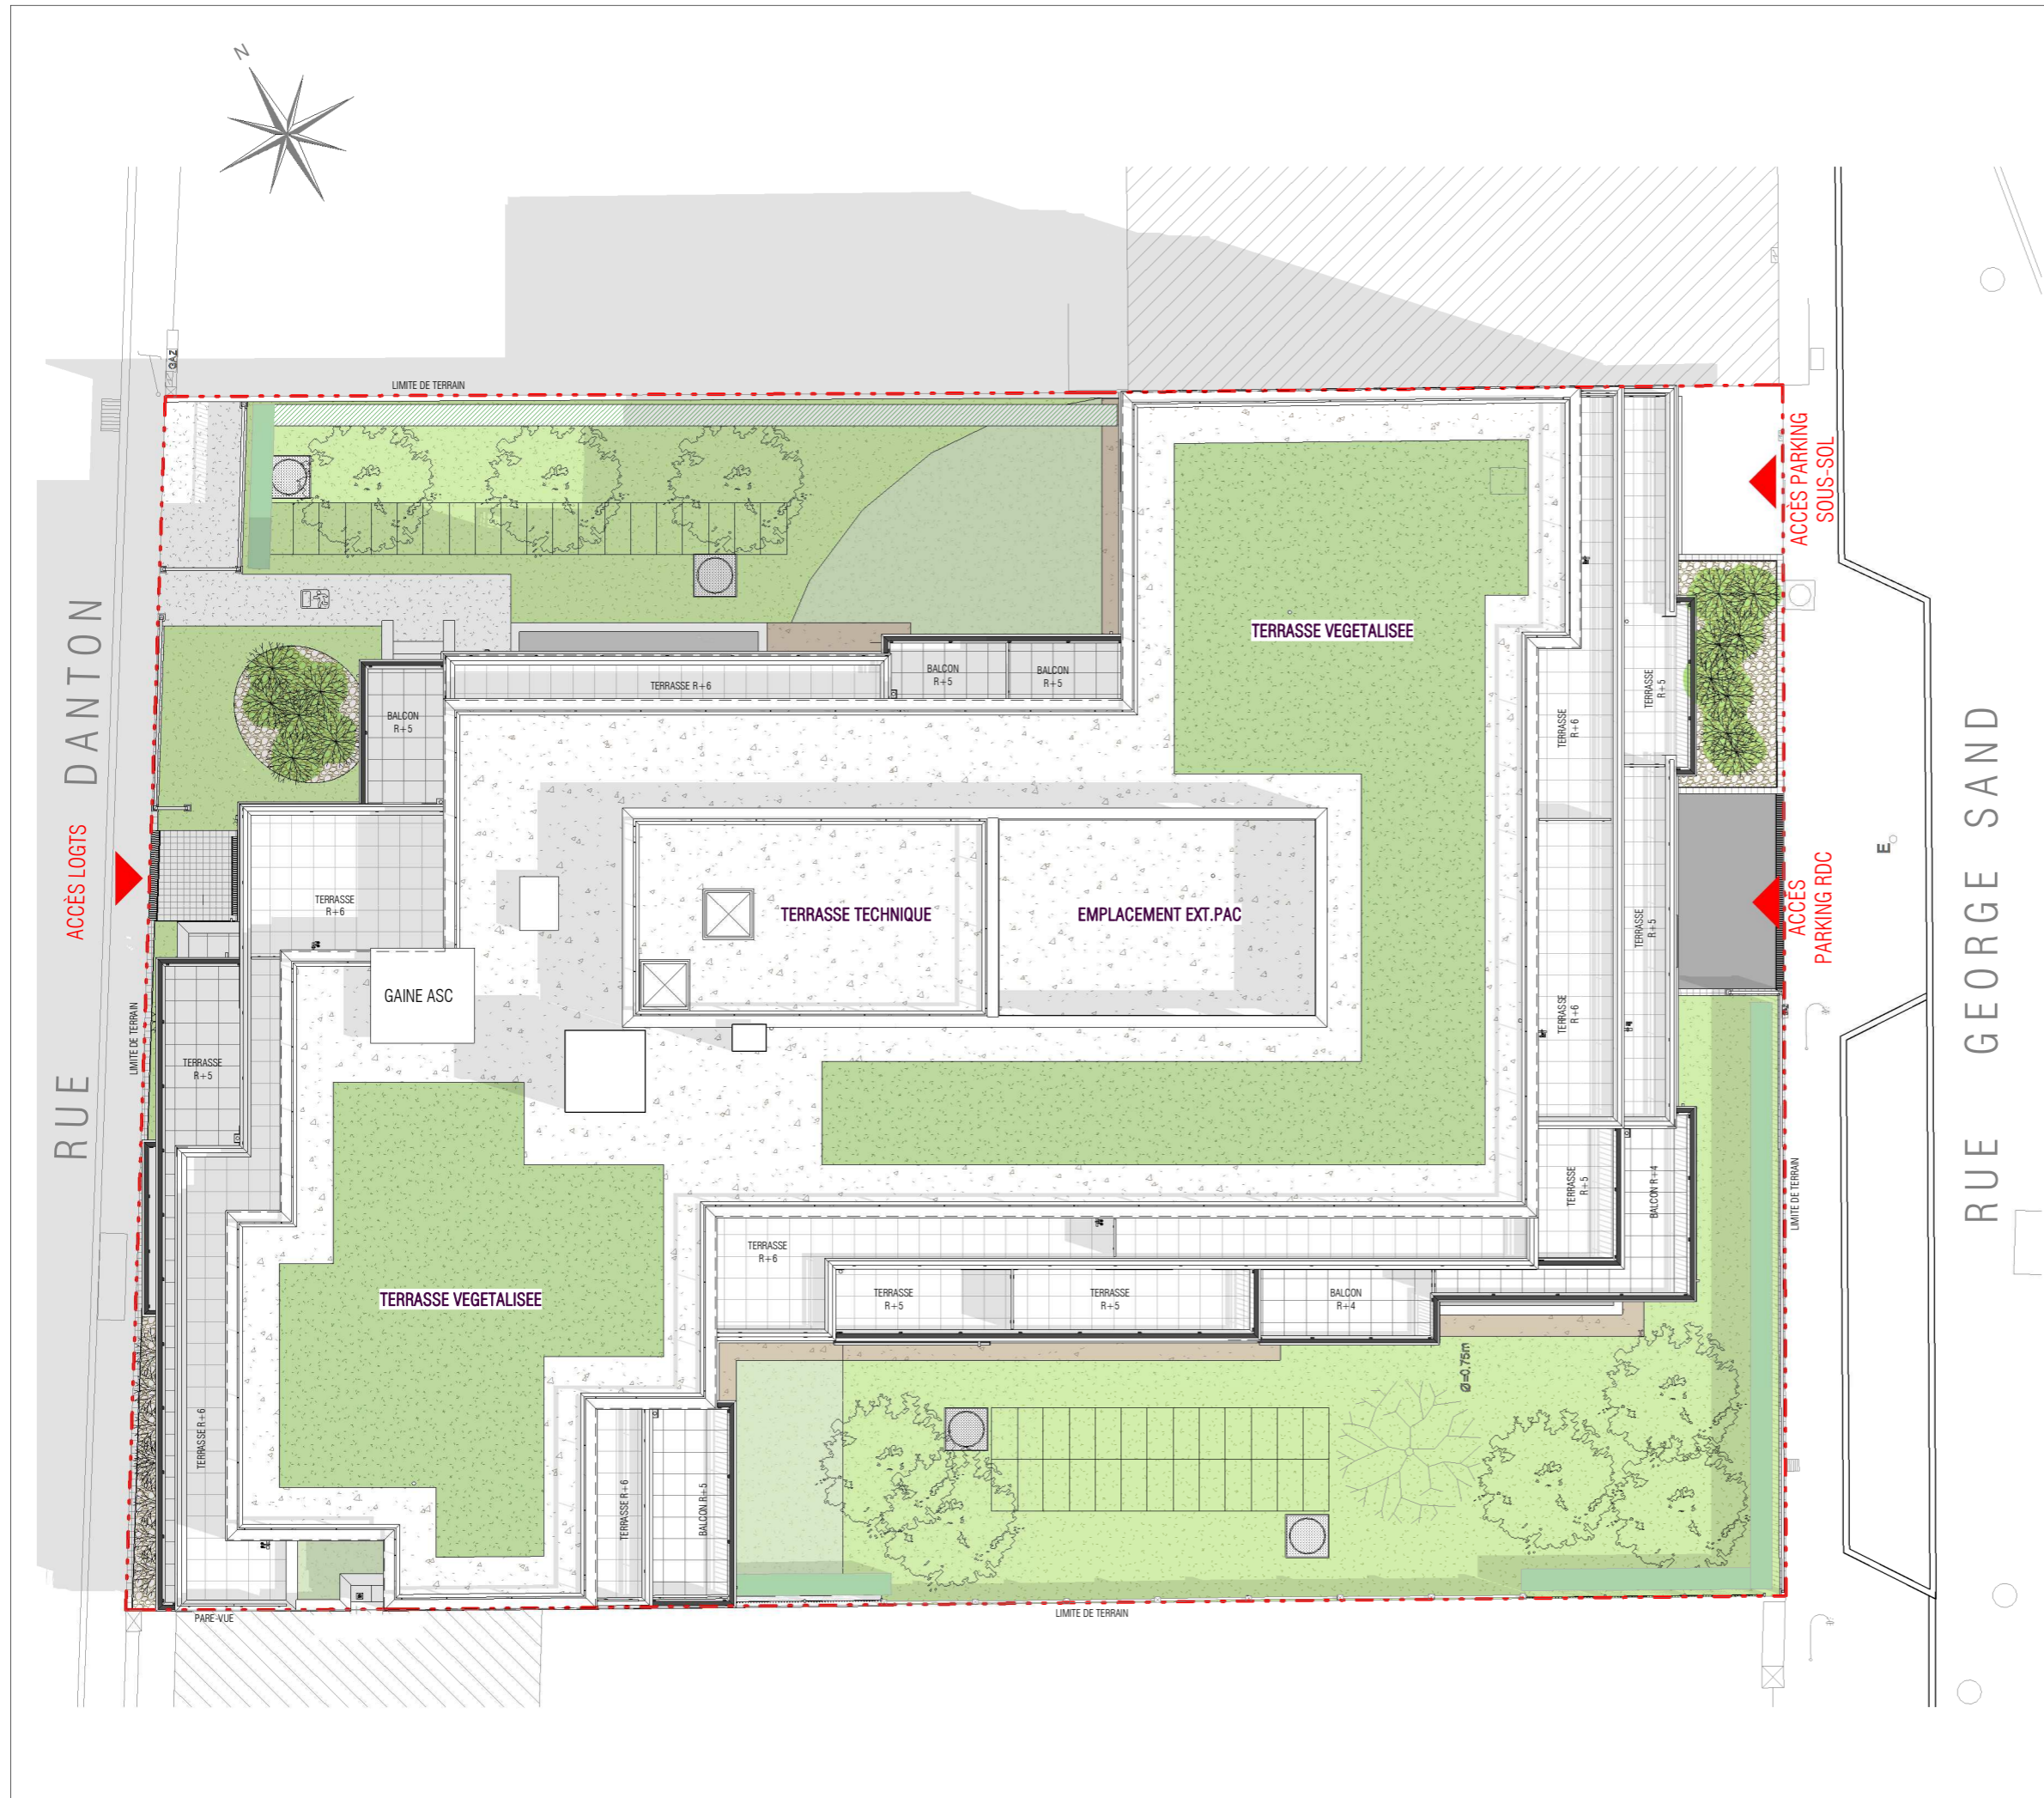 N
GAZ
LIMITE DE TERRAIN
ACCÈS PARKING
SOUS-SOL
RUE DANTON
TERRASSE VEGETALISEE
BALCON
R+5
BALCON
R+5
TERRASSE R+6
BALCON
R+5
TERRASSE
R+5
TERRASSE
R+6
RUE GEORGE SAND
ACCÈS LOGTS
TERRASSE
R+6
TERRASSE TECHNIQUE
EMPLACEMENT EXT.PAC
TERRASSE
R+5
ACCÈS
PARKING RDC
E
GAINE ASC
TERRASSE
R+6
LIMITE DE TERRAIN
TERRASSE
R+5
TERRASSE
R+5
BALCON R+4
LIMITE DE TERRAIN
TERRASSE
R+6
TERRASSE VEGETALISEE
TERRASSE
R+5
TERRASSE
R+5
BALCON
R+4
Ø=0.75m
TERRASSE R+6
TERRASSE R+6
BALCON R+5
PARE-VUE
LIMITE DE TERRAIN